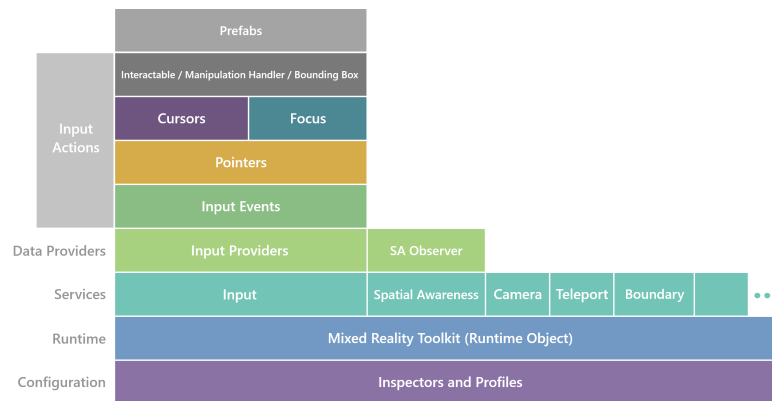 Prefabs
Interactable / Manipulation Handler / Bounding Box
Input
Actions
Cursors
Focus
Pointers
Input Events
Data Providers
Input Providers
SA Observer
Services
Input
Spatial Awareness
Camera
Teleport
Boundary
Runtime
Mixed Reality Toolkit (Runtime Object)
Configuration
Inspectors and Profiles